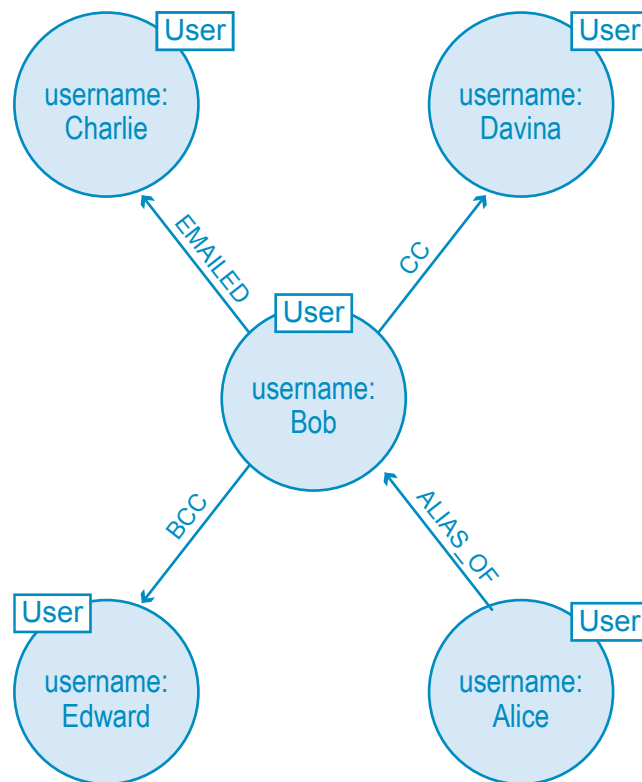 User
username:
Charlie
User
username:
Davina
EMAILED
CC
User
username:
Bob
BCC
ALIAS_OF
User
username:
Edward
User
username:
Alice